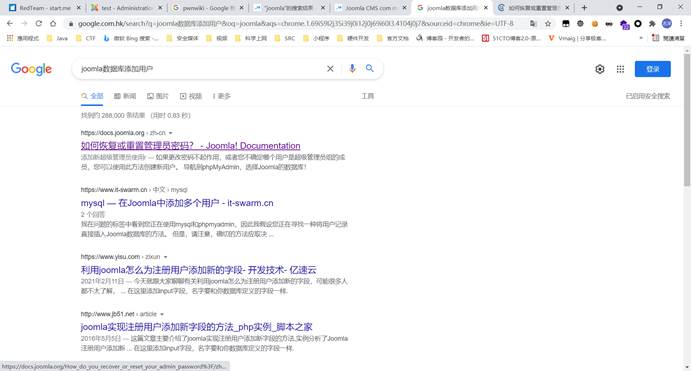 RedTeam - start.me
test - Administration
pwnwiki - Google
"joomla"的搜索结果
Joomla CMS com
joomla数据库添加用户
如何恢复或重置管理员
google.com.hk/search?q=joomla数据库添加用户&oq=joomla&aqs=chrome.1.69i59l2j35i39j0i12j0j69i60l3.4104j0j7&sourceid=chrome&ie=UTF-8
应用程式
Java
CTF
微软 Bing 搜索 -...
安全媒体
视频
科学上网
SRC
小程序
硬件开发
官方文档
博客园 - 开发者的...
51CTO博客2.0-原...
Vmaig | 分享极客...
閱讀清單
Google
joomla数据库添加用户
登录
全部
新闻
图片
视频
更多
工具
已启用安全搜索
找到约 288,000 条结果 （用时 0.83 秒）
https://docs.joomla.org › zh-cn
如何恢复或重置管理员密码？ - Joomla! Documentation
添加新超级管理员使用r — 如果更改密码不起作用，或者您不确定哪个用户是超级管理员组的成
员，您可以使用此方法创建新用户。 导航到phpMyAdmin，选择Joomla的数据库!
https://www.it-swarm.cn › 中文 › mysql
mysql — 在Joomla中添加多个用户 - it-swarm.cn
2 个回答
我在问题的标签中看到您正在使用mysql和phpmyadmin，因此我假设您正在寻找一种将用户记录
直接插入Joomla数据库的方法。 但是，请注意，确切的方法应取决 ...
https://www.yisu.com › zixun
利用joomla怎么为注册用户添加新的字段- 开发技术- 亿速云
2021年2月11日 — 今天就跟大家聊聊有关利用joomla怎么为注册用户添加新的字段，可能很多人
都不太了解， ... 在这里添加input字段，名字要和你数据库定义的字段一样.
http://www.jb51.net › article
joomla实现注册用户添加新字段的方法_php实例_脚本之家
2016年5月5日 — 这篇文章主要介绍了joomla实现注册用户添加新字段的方法,实例分析了Joomla
注册用户添加新 ... 在这里添加input字段，名字要和你数据库定义的字段一样.
https://docs.joomla.org/How_do_you_recover_or_reset_your_admin_password%3F/zh...